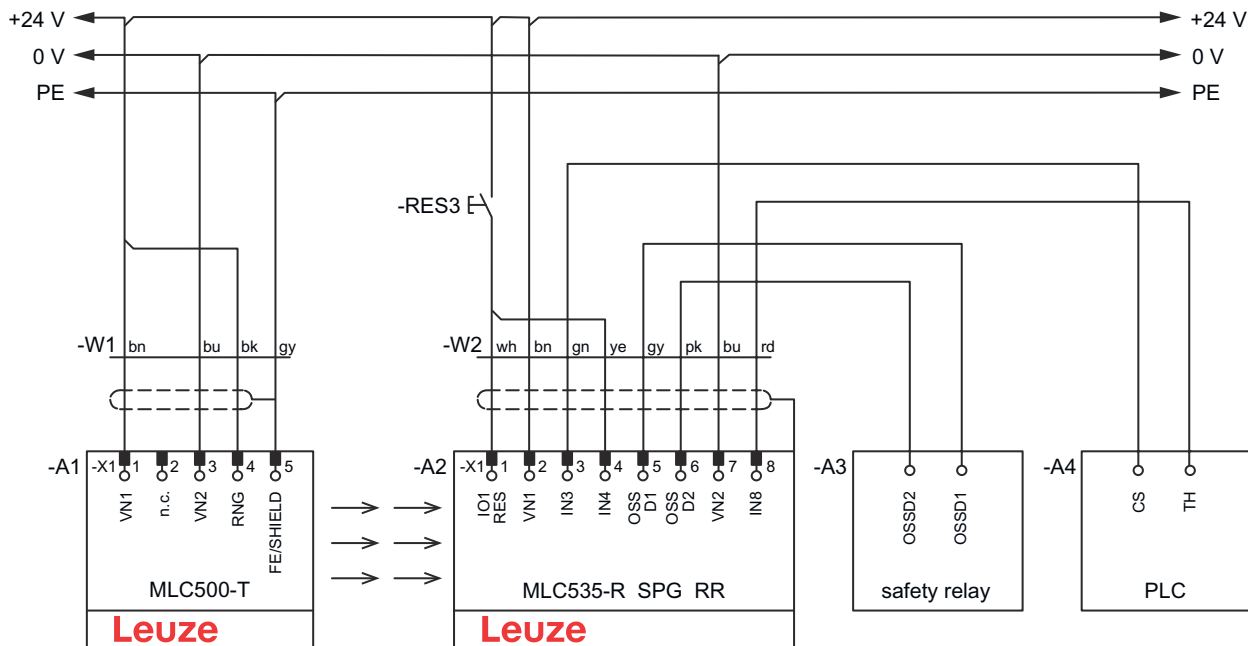 +24 V +24 V
0 V 0 V
PE PE
-RES3
-W1 bn bu bk gy -W2 wh bn gn ye gy pk bu rd
-A1 -X1 1 2 3 4 5 -A2 -X1 1 2 3 4 5 6 7 8 -A3 -A4
VN1 n.c. VN2 RNG FE/SHIELD IO1 RES VN1 IN3 IN4 OSS D1 OSS D2 VN2 IN8 OSSD2 OSSD1 CS TH
MLC500-T MLC535-R SPG RR safety relay PLC
Leuze Leuze